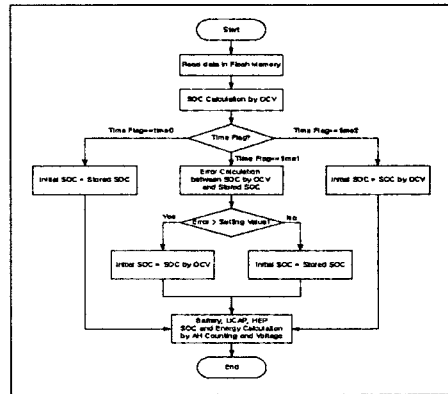 Start
Read data in Flash Memory
SOC Calculation by OCV
Time Flag==time0
Time Flag?
Time Flag==time2
Time Flag==time1
Initial SOC = Stored SOC
Error Calculation
between SOC by OCV
and Stored SOC
Initial SOC = SOC by OCV
Yes
Error > Setting Value?
No
Initial SOC = SOC by OCV
Initial SOC = Stored SOC
Battery, UCAP, HEP
SOC and Energy Calculation
by AH Counting and Voltage
End